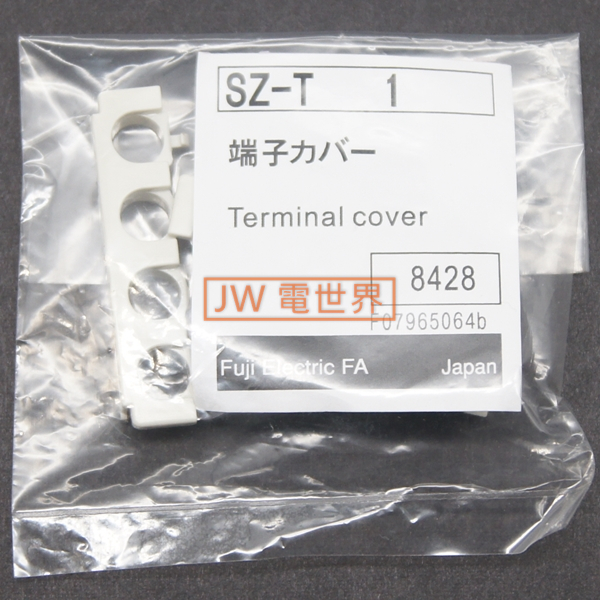 SZ-T 1
端子カバー
Terminal cover
8428
JW 電世界
F07965064b
Fuji Electric FA Japan